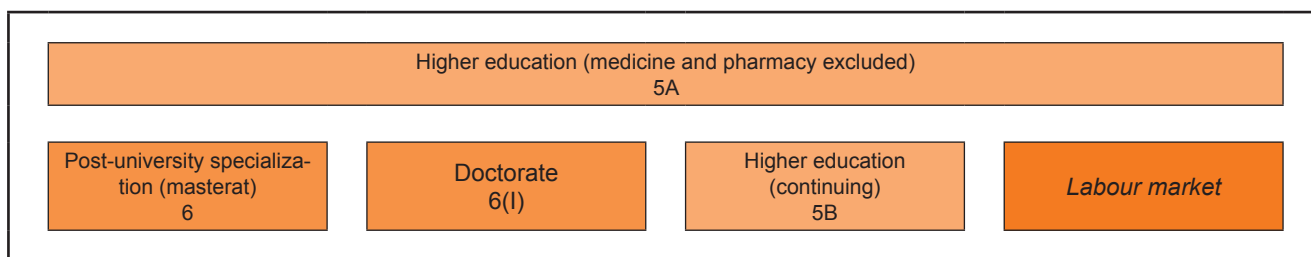 Higher education (medicine and pharmacy excluded)
5A
Post-university specializa-
tion (masterat)
6
Doctorate
6(I)
Higher education
(continuing)
5B
Labour market